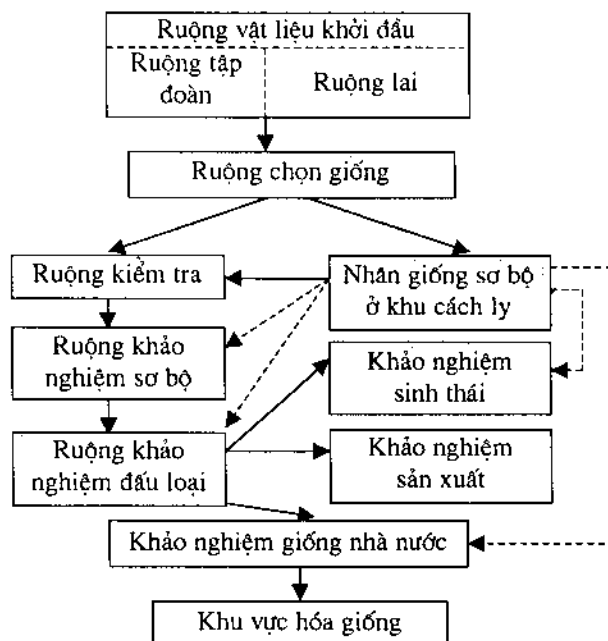 Ruộng vật liệu khởi đầu
Ruộng tập
đoàn
Ruộng lai
Ruộng chọn giống
Ruộng kiểm tra
Nhân giống sơ bộ
ở khu cách ly
Ruộng khảo
nghiệm sơ bộ
Khảo nghiệm
sinh thái
Ruộng khảo
nghiệm đấu loại
Khảo nghiệm
sản xuất
Khảo nghiệm giống nhà nước
Khu vực hóa giống